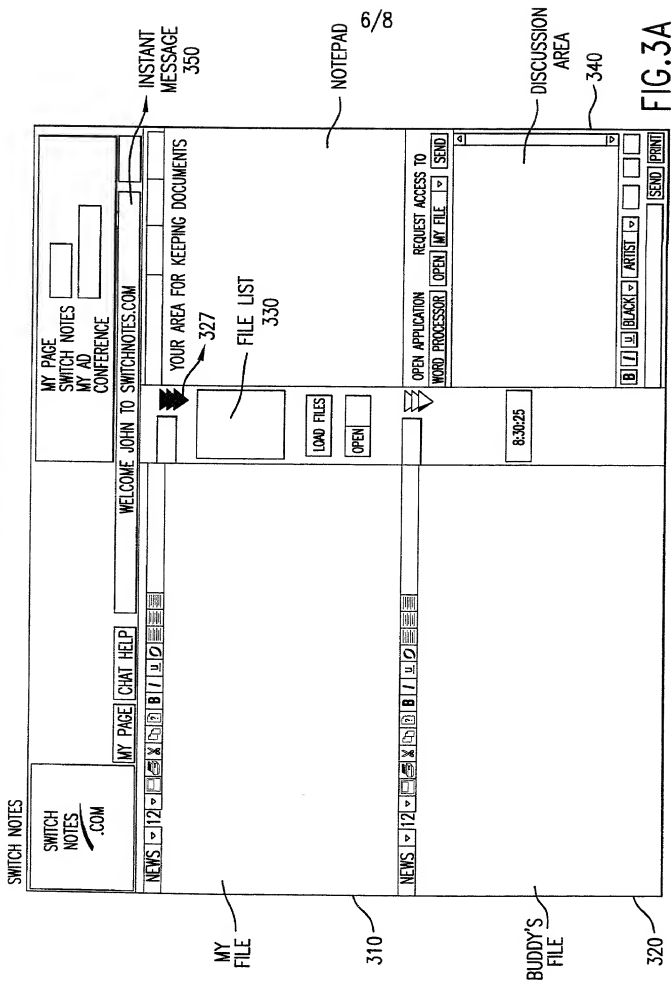 6/8
SWITCH NOTES
SWITCH
NOTES
.COM
MY PAGE
SWITCH NOTES
MY AD
CONFERENCE
MY PAGE CHAT HELP
WELCOME JOHN TO SWITCHNOTES.COM
INSTANT
MESSAGE
350
NEWS 12 B I U
YOUR AREA FOR KEEPING DOCUMENTS
327
FILE LIST
330
LOAD FILES
OPEN
NOTEPAD
MY
FILE
310
NEWS 12 B I U
OPEN APPLICATION REQUEST ACCESS TO
WORD PROCESSOR OPEN MY FILE SEND
8:30:25
DISCUSSION
AREA
340
BUDDY'S
FILE
320
B I U BLACK ARTIST
SEND PRINT
FIG.3A